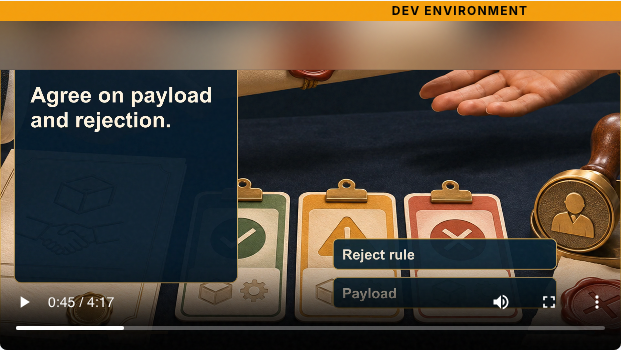 DEV ENVIRONMENT
Agree on payload
and rejection.
Reject rule
Payload
0:45 / 4:17